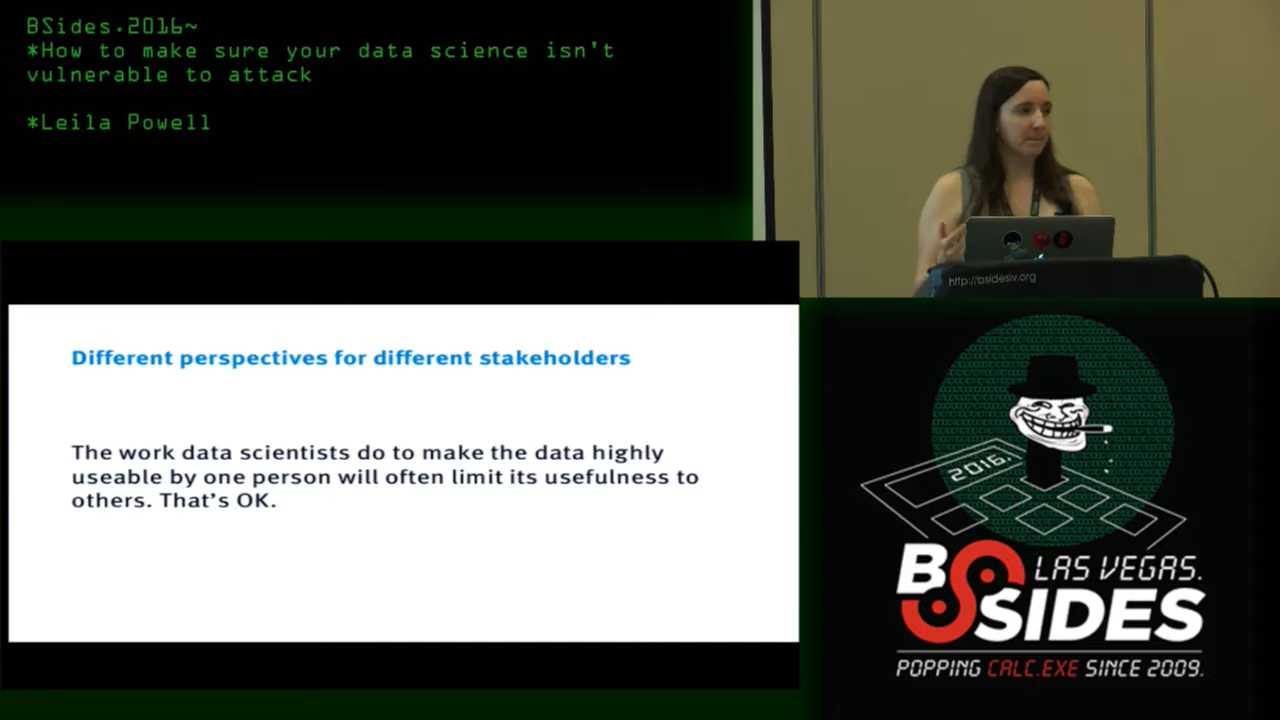 BSides.2016~
*How to make sure your data science isn't
vulnerable to attack
*Leila Powell
http://bsideslv.org
Different perspectives for different stakeholders
The work data scientists do to make the data highly
useable by one person will often limit its usefulness to
others. That's OK.
2016.
BSIDES
LAS VEGAS.
POPPING CALC.EXE SINCE 2009.